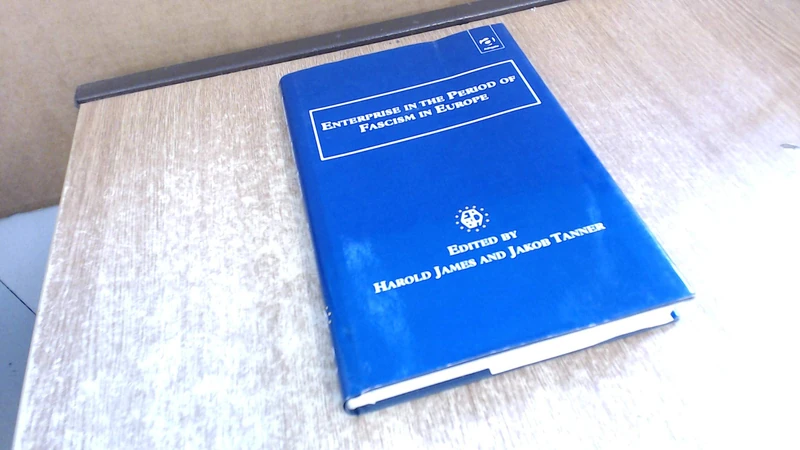 ENTERPRISE IN THE PERIOD OF
FASCISM IN EUROPE
EDITED BY
HAROLD JAMES AND JAKOB TANNER